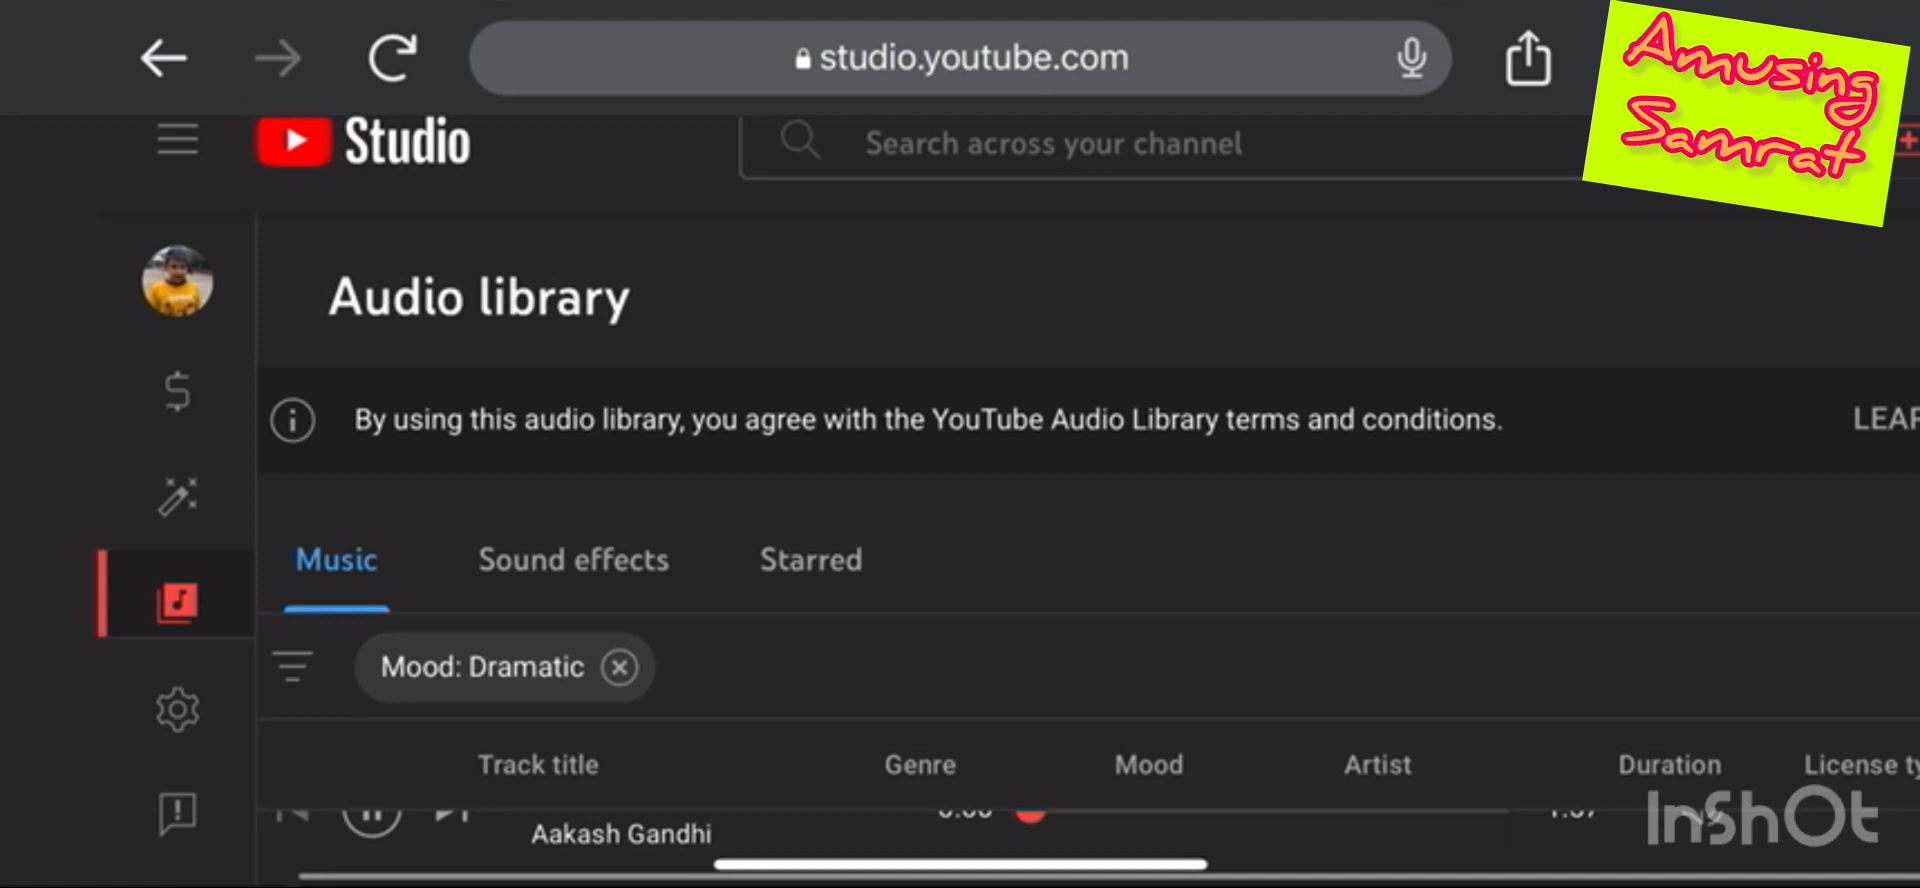 studio.youtube.com
Amusing
Samrat
Studio
Search across your channel
Audio library
By using this audio library, you agree with the YouTube Audio Library terms and conditions.
Music
Sound effects
Starred
Mood: Dramatic
Track title
Genre
Mood
Artist
Duration
License
Aakash Gandhi
InShOt